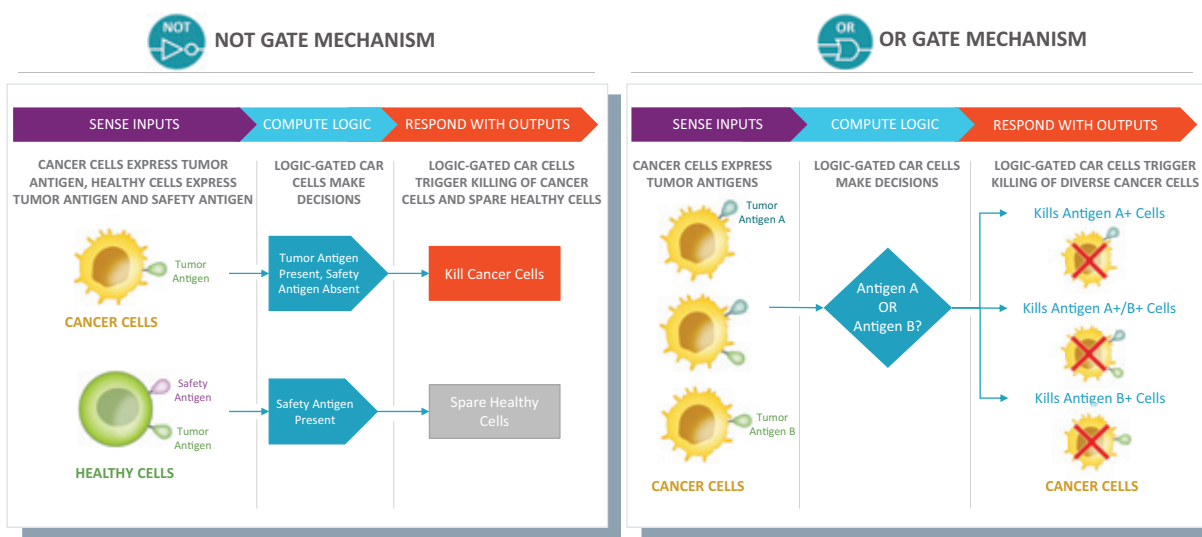 NOT
NOT GATE MECHANISM
SENSE INPUTS
COMPUTE LOGIC
RESPOND WITH OUTPUTS
CANCER CELLS EXPRESS TUMOR
ANTIGEN, HEALTHY CELLS EXPRESS
TUMOR ANTIGEN AND SAFETY ANTIGEN
LOGIC-GATED CAR
CELLS MAKE
DECISIONS
LOGIC-GATED CAR CELLS
TRIGGER KILLING OF CANCER
CELLS AND SPARE HEALTHY CELLS
Tumor
Antigen
CANCER CELLS
Tumor Antigen
Present, Safety
Antigen Absent
Kill Cancer Cells
Safety
Antigen
Tumor
Antigen
HEALTHY CELLS
Safety Antigen
Present
Spare Healthy
Cells
OR
OR GATE MECHANISM
SENSE INPUTS
COMPUTE LOGIC
RESPOND WITH OUTPUTS
CANCER CELLS EXPRESS
TUMOR ANTIGENS
LOGIC-GATED CAR CELLS
MAKE DECISIONS
LOGIC-GATED CAR CELLS TRIGGER
KILLING OF DIVERSE CANCER CELLS
Tumor
Antigen A
Tumor
Antigen B
CANCER CELLS
Antigen A
OR
Antigen B?
Kills Antigen A+ Cells
Kills Antigen A+/B+ Cells
Kills Antigen B+ Cells
CANCER CELLS